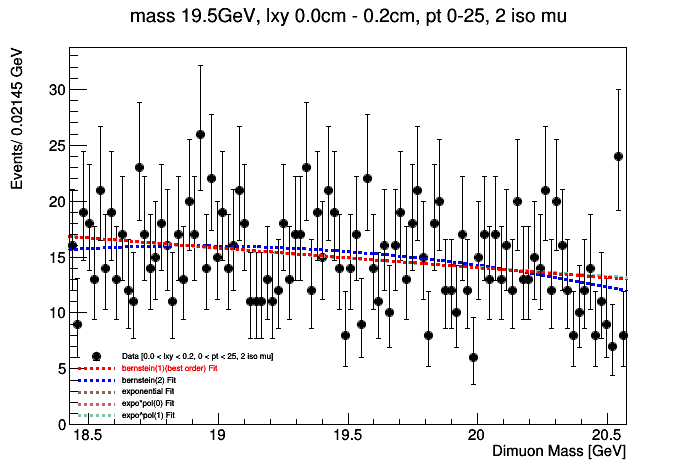 mass 19.5GeV, lxy 0.0cm - 0.2cm, pt 0-25, 2 iso mu
Events/ 0.02145 GeV
30
25
20
15
10
5
0
Data [0.0 < lxy < 0.2, 0 < pt < 25, 2 iso mu]
bernstein(1)(best order) Fit
bernstein(2) Fit
exponential Fit
expo*pol(0) Fit
expo*pol(1) Fit
18.5 19 19.5 20 20.5
Dimuon Mass [GeV]